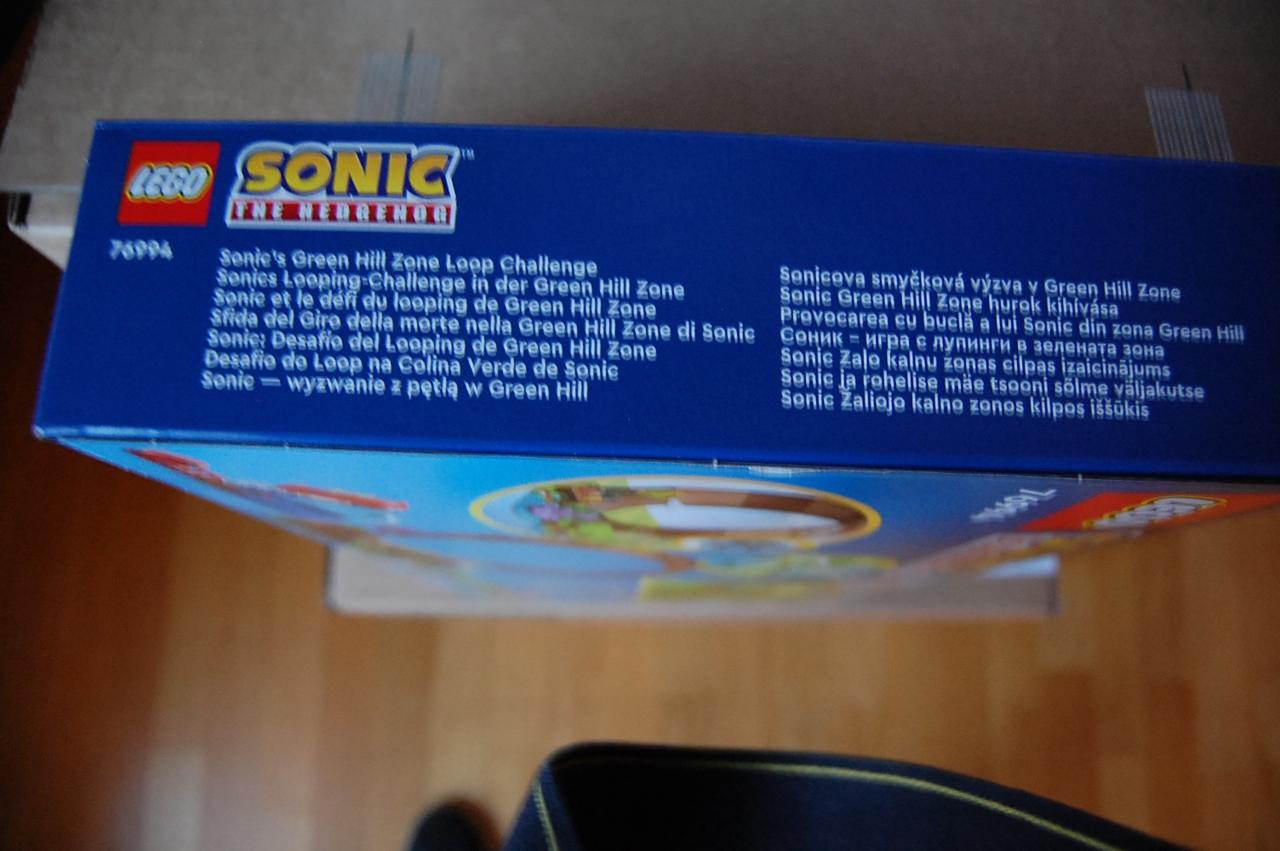 LEGO
SONIC™
THE HEDGEHOG
76994
Sonic's Green Hill Zone Loop Challenge
Sonics Looping-Challenge in der Green Hill Zone
Sonic et le défi du looping de Green Hill Zone
Sfida del Giro della morte nella Green Hill Zone di Sonic
Sonic: Desafío del Looping de Green Hill Zone
Desafio do Loop na Colina Verde de Sonic
Sonic — wyzwanie z pętlą w Green Hill
Sonicova smyčková výzva v Green Hill Zone
Sonic Green Hill Zone hurok kihívása
Provocarea cu buclă a lui Sonic din zona Green Hill
Соник – игра с лупинги в зелената зона
Sonic Zaļo kalnu zonas cilpas izaicinājums
Sonic ja rohelise mäe tsooni sõlme väljakutse
Sonic Žaliojo kalno zonos kilpos iššūkis
76994
LEGO